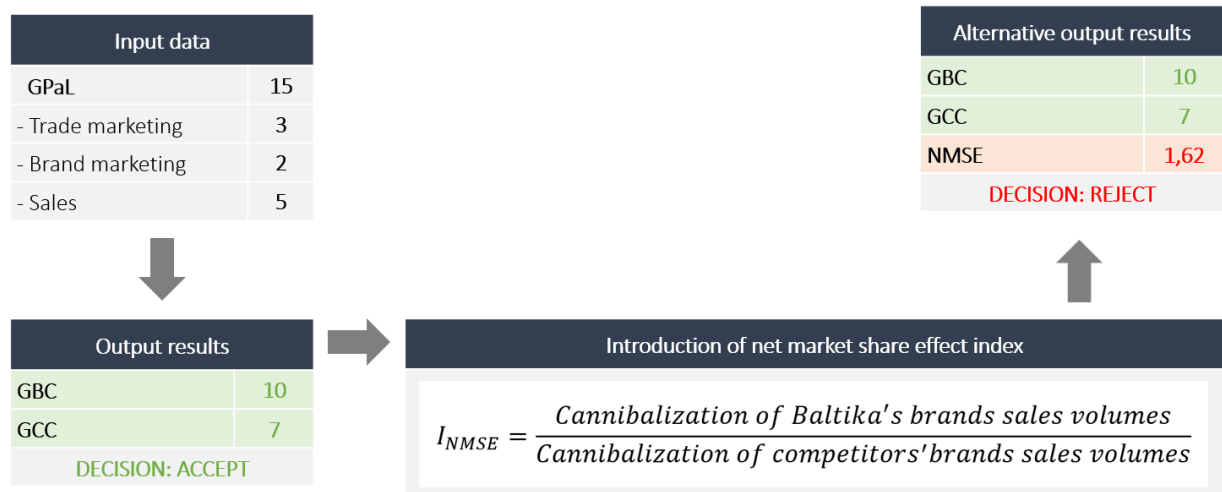 Input data
GPaL 15
- Trade marketing 3
- Brand marketing 2
- Sales 5
Output results
GBC 10
GCC 7
DECISION: ACCEPT
Introduction of net market share effect index
I_NMSE = Cannibalization of Baltika's brands sales volumes
Cannibalization of competitors'brands sales volumes
Alternative output results
GBC 10
GCC 7
NMSE 1,62
DECISION: REJECT